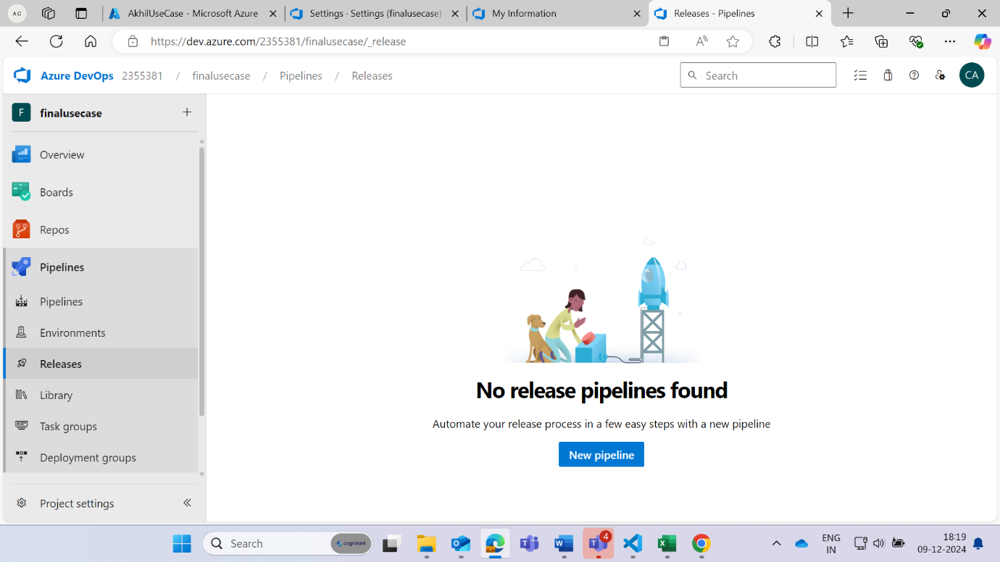 AC
AkhilUseCase - Microsoft Azure
Settings · Settings (finalusecase)
My Information
Releases - Pipelines
https://dev.azure.com/2355381/finalusecase/_release
Azure DevOps 2355381 / finalusecase / Pipelines / Releases
Search
CA
F finalusecase
Overview
Boards
Repos
Pipelines
Pipelines
Environments
Releases
Library
Task groups
Deployment groups
Project settings
No release pipelines found
Automate your release process in a few easy steps with a new pipeline
New pipeline
Search
cognizant
4
ENG
IN
18:19
09-12-2024